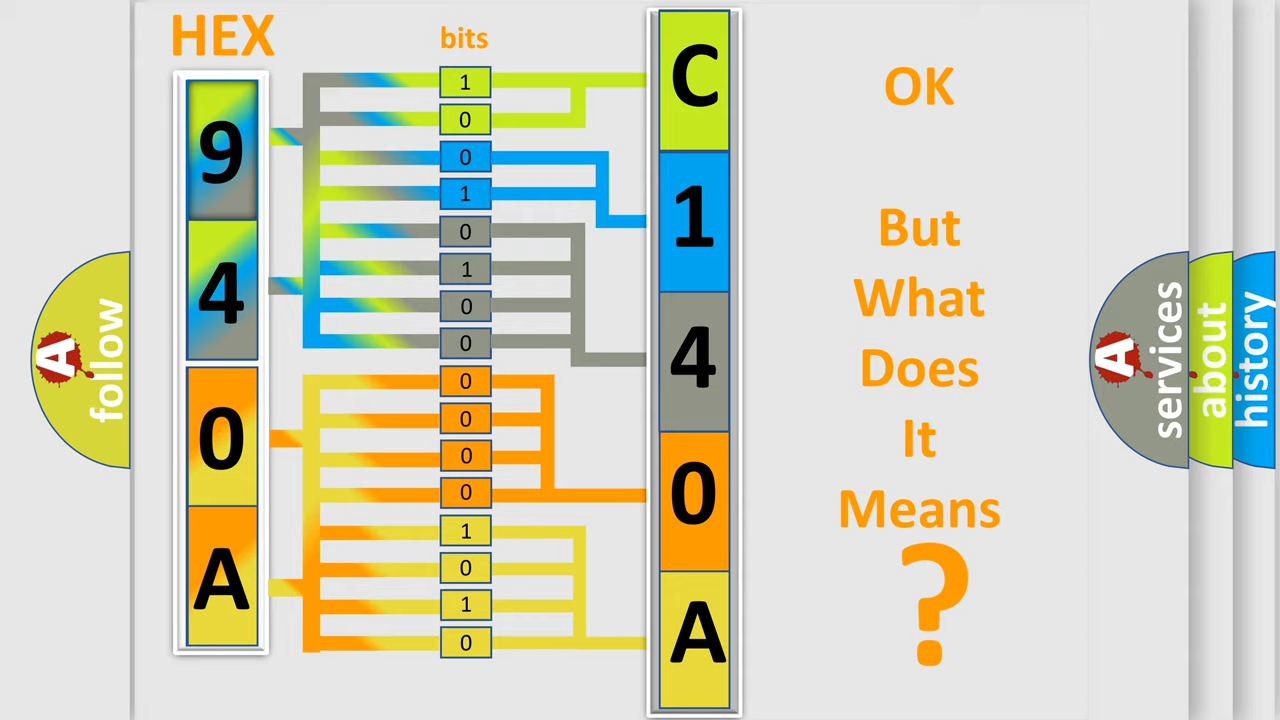 HEX
9
4
0
A
bits
1
0
0
1
0
1
0
0
0
0
0
0
1
0
1
0
C
1
4
0
A
OK
But
What
Does
It
Means
?
A
follow
A
services
about
history